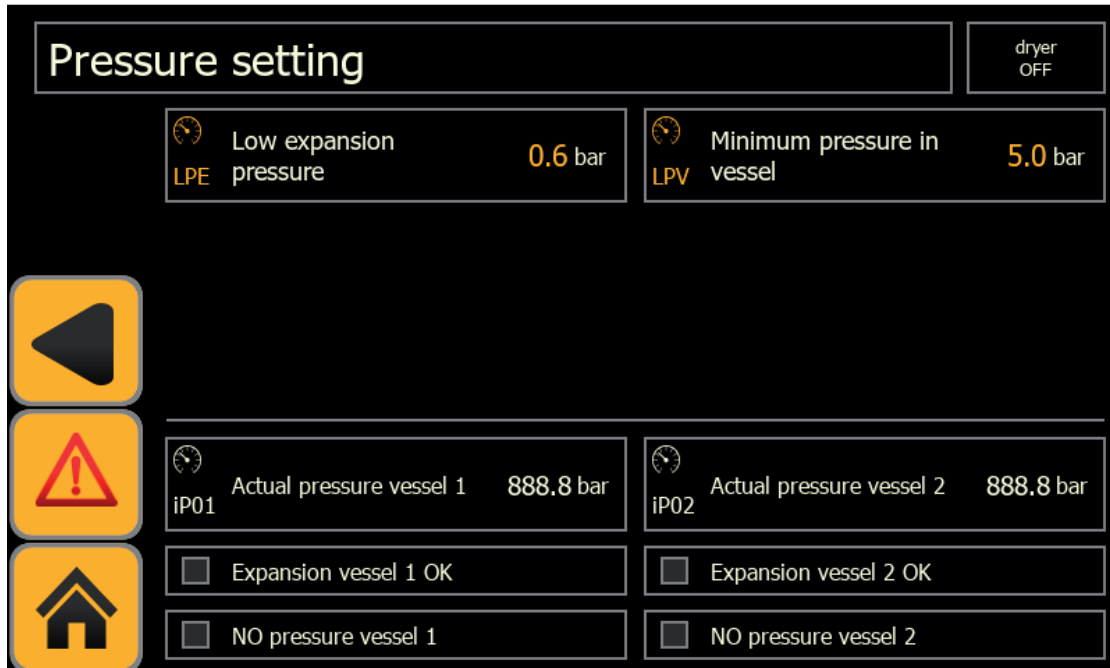 Pressure setting
dryer
OFF
LPE
Low expansion
pressure
0.6 bar
LPV
Minimum pressure in
vessel
5.0 bar
iP01
Actual pressure vessel 1
888.8 bar
iP02
Actual pressure vessel 2
888.8 bar
Expansion vessel 1 OK
Expansion vessel 2 OK
NO pressure vessel 1
NO pressure vessel 2